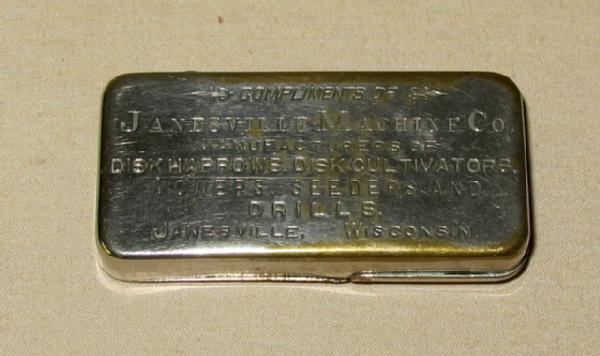 COMPLIMENTS OF
JANESVILLE MACHINE CO
MANUFACTURERS OF
DISK HARROWS. DISK CULTIVATORS.
MOWERS, SEEDERS AND
DRILLS.
JANESVILLE, WISCONSIN.